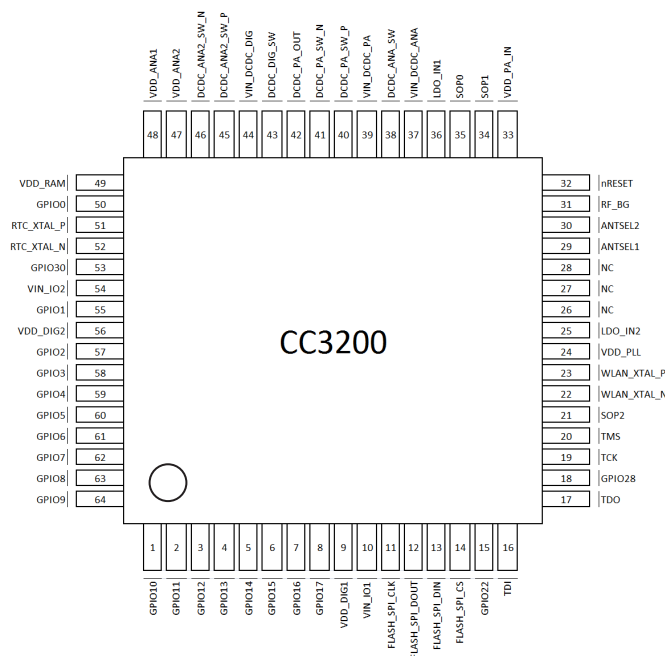 VDD_ANA1
VDD_ANA2
DCDC_ANA2_SW_N
DCDC_ANA2_SW_P
VIN_DCDC_DIG
DCDC_DIG_SW
DCDC_PA_OUT
DCDC_PA_SW_N
DCDC_PA_SW_P
VIN_DCDC_PA
DCDC_ANA_SW
VIN_DCDC_ANA
LDO_IN1
SOP0
SOP1
VDD_PA_IN
48 47 46 45 44 43 42 41 40 39 38 37 36 35 34 33
VDD_RAM 49
GPIO0 50
RTC_XTAL_P 51
RTC_XTAL_N 52
GPIO30 53
VIN_IO2 54
GPIO1 55
VDD_DIG2 56
GPIO2 57
GPIO3 58
GPIO4 59
GPIO5 60
GPIO6 61
GPIO7 62
GPIO8 63
GPIO9 64
CC3200
32 nRESET
31 RF_BG
30 ANTSEL2
29 ANTSEL1
28 NC
27 NC
26 NC
25 LDO_IN2
24 VDD_PLL
23 WLAN_XTAL_P
22 WLAN_XTAL_N
21 SOP2
20 TMS
19 TCK
18 GPIO28
17 TDO
1 2 3 4 5 6 7 8 9 10 11 12 13 14 15 16
GPIO10
GPIO11
GPIO12
GPIO13
GPIO14
GPIO15
GPIO16
GPIO17
VDD_DIG1
VIN_IO1
FLASH_SPI_CLK
FLASH_SPI_DOUT
FLASH_SPI_DIN
FLASH_SPI_CS
GPIO22
TDI